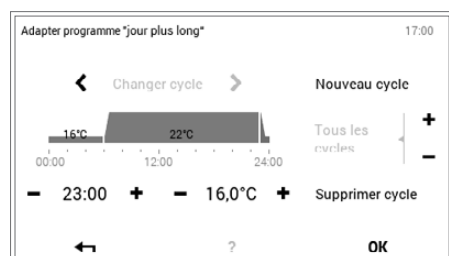 Adapter programme "jour plus long" 17:00
Changer cycle Nouveau cycle
16°C 22°C
Tous les
cycles
00:00 12:00 24:00
23:00 16,0°C Supprimer cycle
? OK